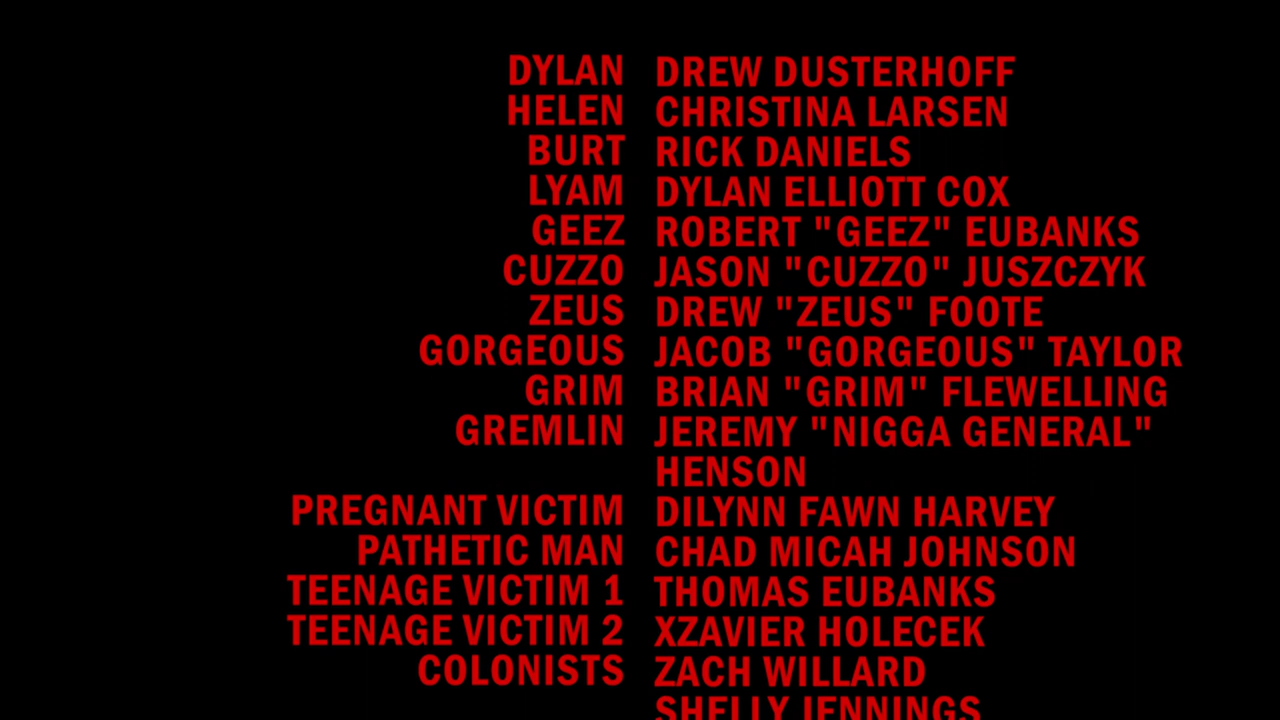 DYLAN DREW DUSTERHOFF
HELEN CHRISTINA LARSEN
BURT RICK DANIELS
LYAM DYLAN ELLIOTT COX
GEEZ ROBERT "GEEZ" EUBANKS
CUZZO JASON "CUZZO" JUSZCZYK
ZEUS DREW "ZEUS" FOOTE
GORGEOUS JACOB "GORGEOUS" TAYLOR
GRIM BRIAN "GRIM" FLEWELLING
GREMLIN JEREMY "NIGGA GENERAL"
HENSON
PREGNANT VICTIM DILYNN FAWN HARVEY
PATHETIC MAN CHAD MICAH JOHNSON
TEENAGE VICTIM 1 THOMAS EUBANKS
TEENAGE VICTIM 2 XZAVIER HOLECEK
COLONISTS ZACH WILLARD
SHELLY JENNINGS